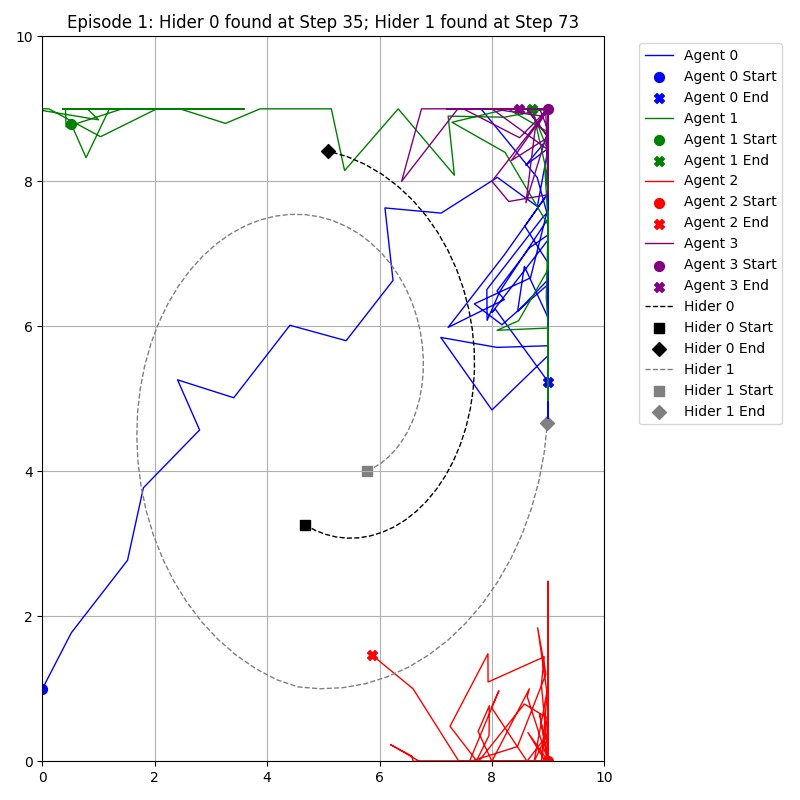 Episode 1: Hider 0 found at Step 35; Hider 1 found at Step 73
10
8
6
4
2
0
0
2
4
6
8
10
Agent 0
Agent 0 Start
Agent 0 End
Agent 1
Agent 1 Start
Agent 1 End
Agent 2
Agent 2 Start
Agent 2 End
Agent 3
Agent 3 Start
Agent 3 End
Hider 0
Hider 0 Start
Hider 0 End
Hider 1
Hider 1 Start
Hider 1 End